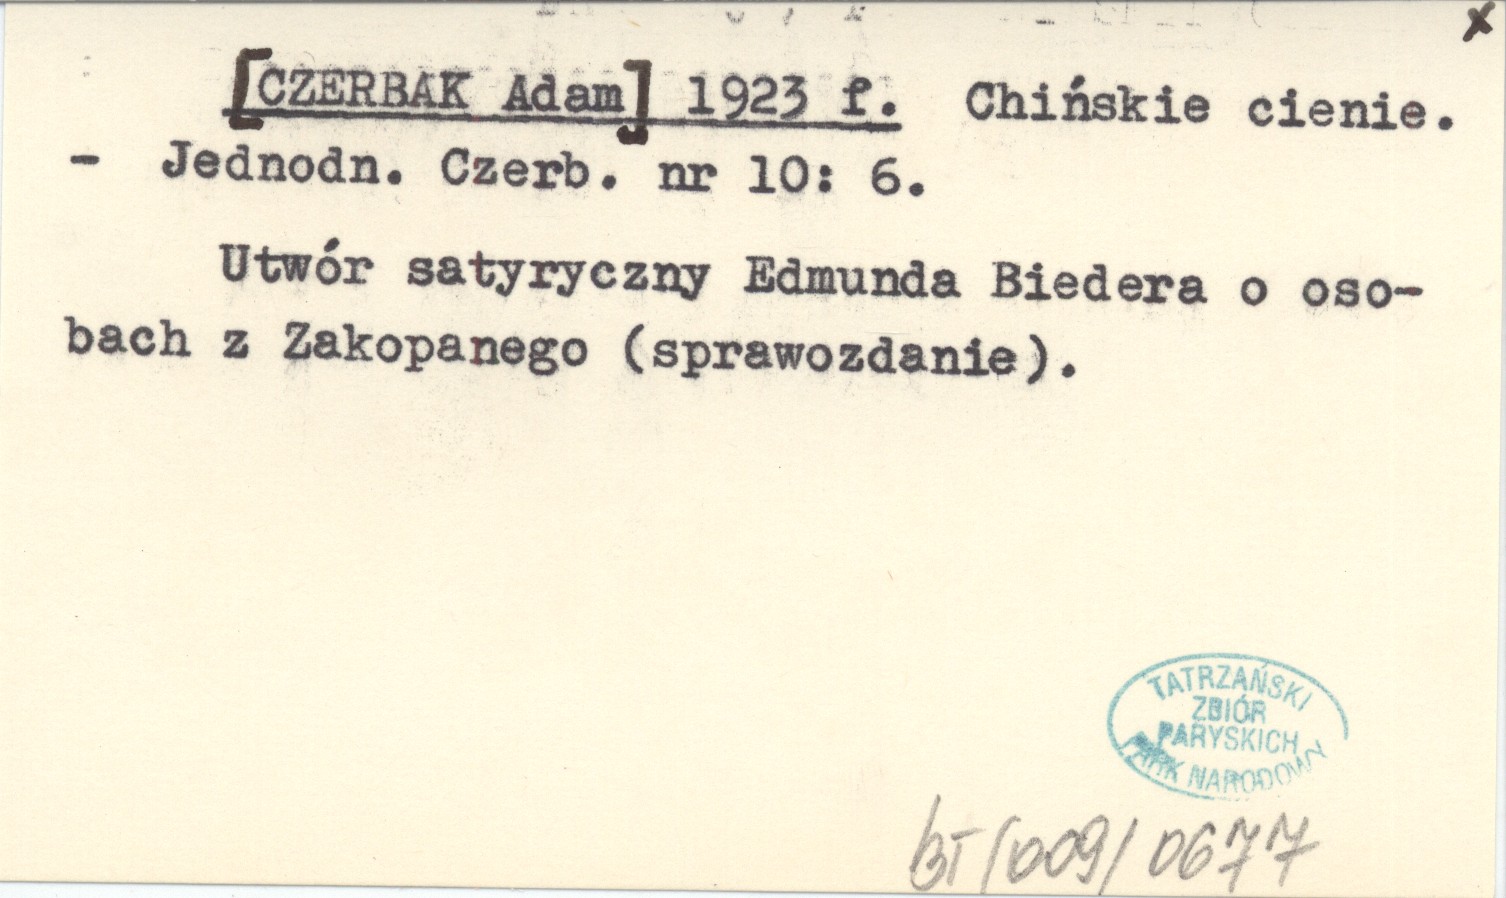 x
[CZERBAK Adam] 1923 f. Chińskie cienie.
- Jednodn. Czerb. nr 10: 6.
Utwór satyryczny Edmunda Biedera o oso-
bach z Zakopanego (sprawozdanie).
TATRZAŃSKI
ZBIÓR
PARYSKICH
PARK NARODOWY
BT/009/0677